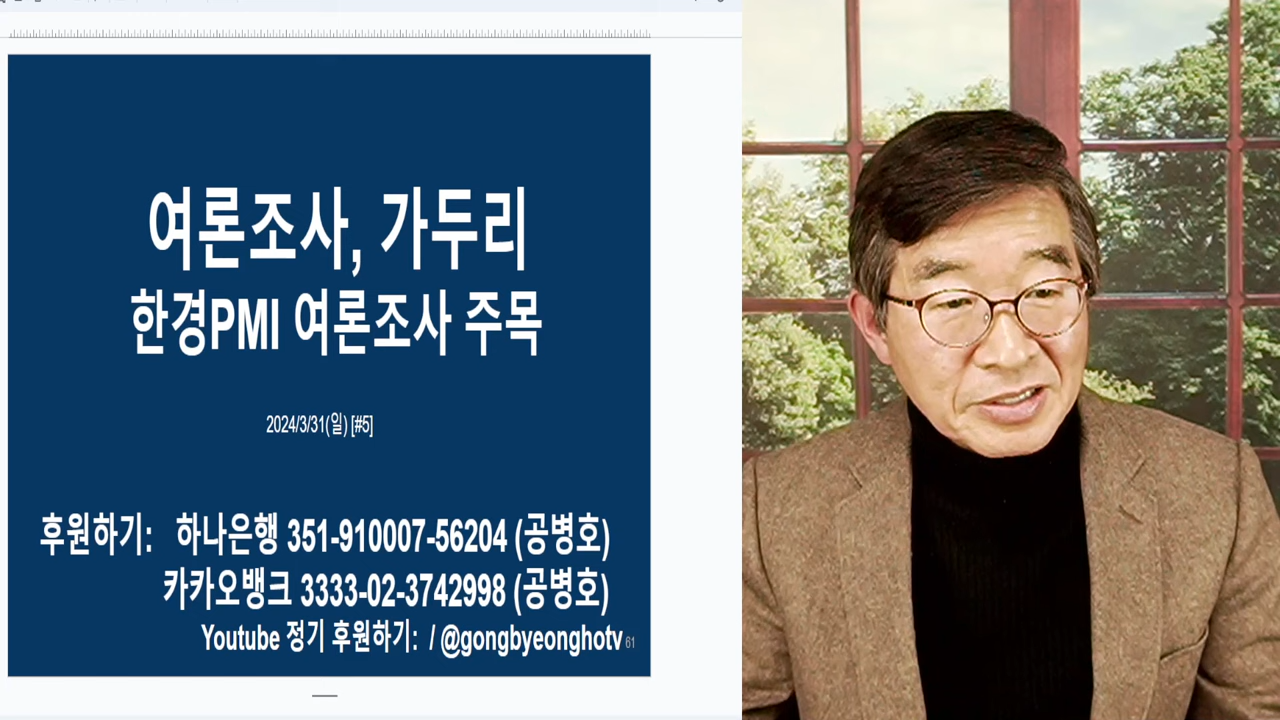 여론조사, 가두리
한경PMI 여론조사 주목
2024/3/31(일) [#5]
후원하기: 하나은행 351-910007-56204 (공병호)
카카오뱅크 3333-02-3742998 (공병호)
Youtube 정기 후원하기: / @gongbyeonghotv
61